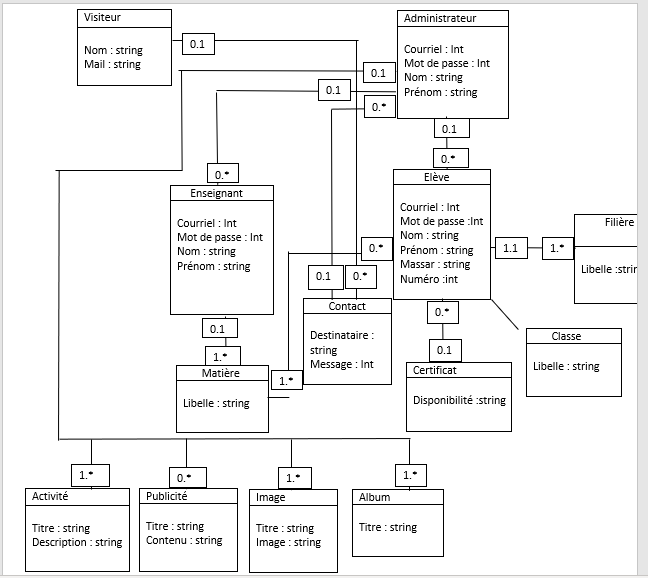 Visiteur
Nom : string
Mail : string
0.1
Administrateur
Courriel : Int
Mot de passe : Int
Nom : string
Prénom : string
0.1
0.1
0.*
0.1
0.*
0.*
Enseignant
Courriel : Int
Mot de passe : Int
Nom : string
Prénom : string
Elève
Courriel : Int
Mot de passe :Int
Nom : string
Prénom : string
Massar : string
Numéro :int
0.*
1.1
1.*
Filière
Libelle :strin
0.1
0.*
Contact
Destinataire :
string
Message : Int
0.*
0.1
0.1
1.*
Classe
Libelle : string
Matière
Libelle : string
1.*
Certificat
Disponibilité :string
1.*
0.*
1.*
1.*
Activité
Titre : string
Description : string
Publicité
Titre : string
Contenu : string
Image
Titre : string
Image : string
Album
Titre : string